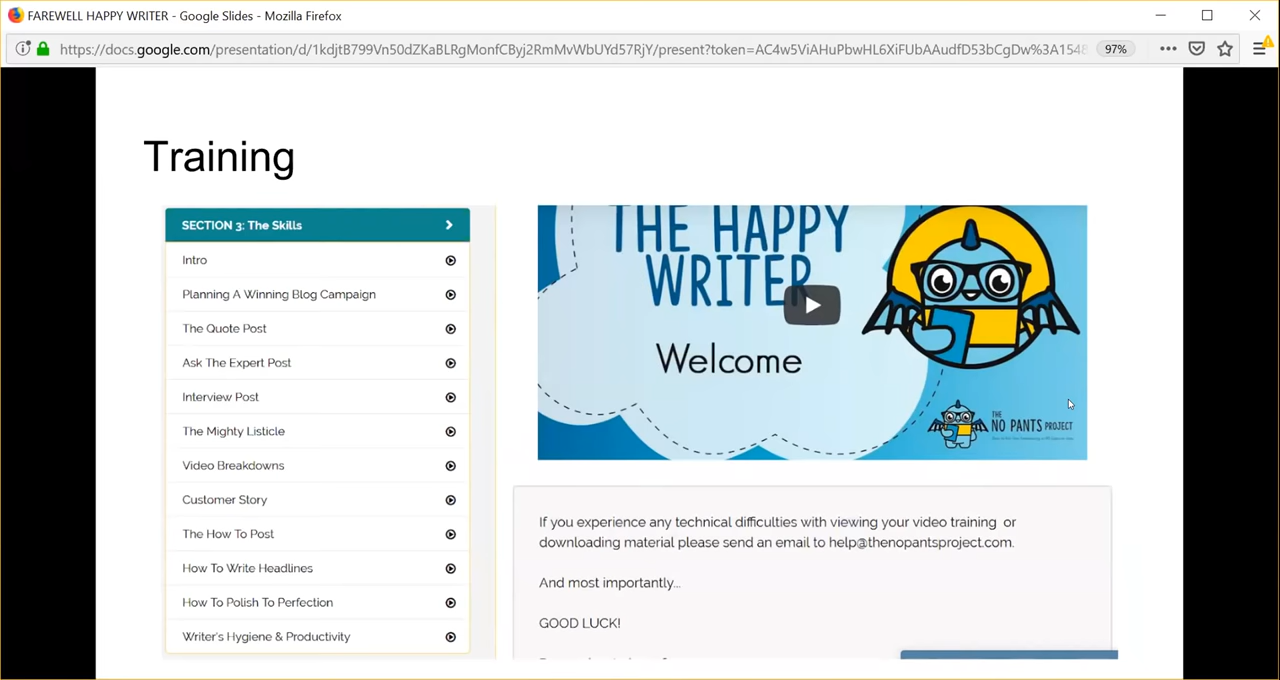 FAREWELL HAPPY WRITER - Google Slides - Mozilla Firefox
https://docs.google.com/presentation/d/1kdjtB799Vn50dZKaBLRgMonfCByj2RmMvWbUYd57RjY/present?token=AC4w5ViAHuPbwHL6XiFUbAAudfD53bCgDw%3A1548
97%
Training
SECTION 3: The Skills
Intro
Planning A Winning Blog Campaign
The Quote Post
Ask The Expert Post
Interview Post
The Mighty Listicle
Video Breakdowns
Customer Story
The How To Post
How To Write Headlines
How To Polish To Perfection
Writer's Hygiene & Productivity
THE HAPPY
WRITER
Welcome
THE
NO PANTS PROJECT
If you experience any technical difficulties with viewing your video training or
downloading material please send an email to help@thenopantsproject.com.
And most importantly...
GOOD LUCK!